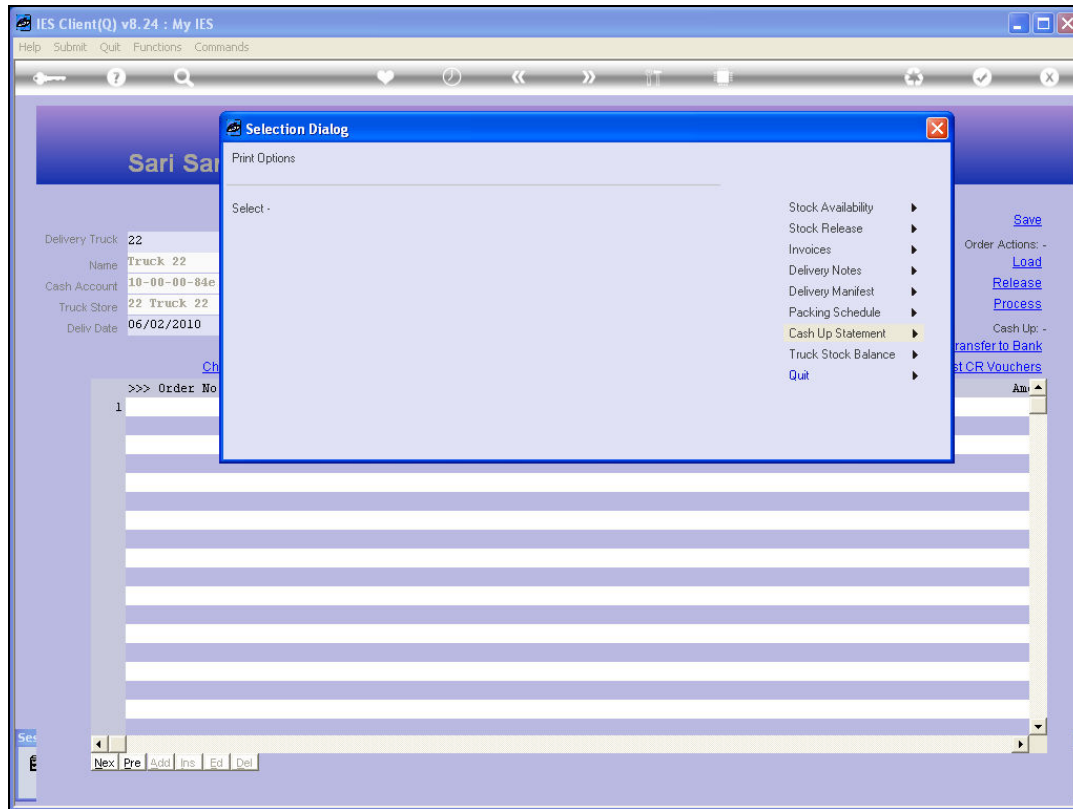 IES Client(Q) v8.24 : My IES
Help Submit Quit Functions Commands
Selection Dialog
Print Options
Sari Sar
Select -
Stock Availability
Stock Release
Invoices
Delivery Notes
Delivery Manifest
Packing Schedule
Cash Up Statement
Truck Stock Balance
Quit
Save
Delivery Truck 22
Order Actions: -
Name Truck 22
Load
Cash Account 10-00-00-84e
Release
Truck Store 22 Truck 22
Process
Deliv Date 06/02/2010
Cash Up: -
ransfer to Bank
Ch
st CR Vouchers
>>> Order No
Am
1
Ses
Nex Pre Add Ins Ed Del